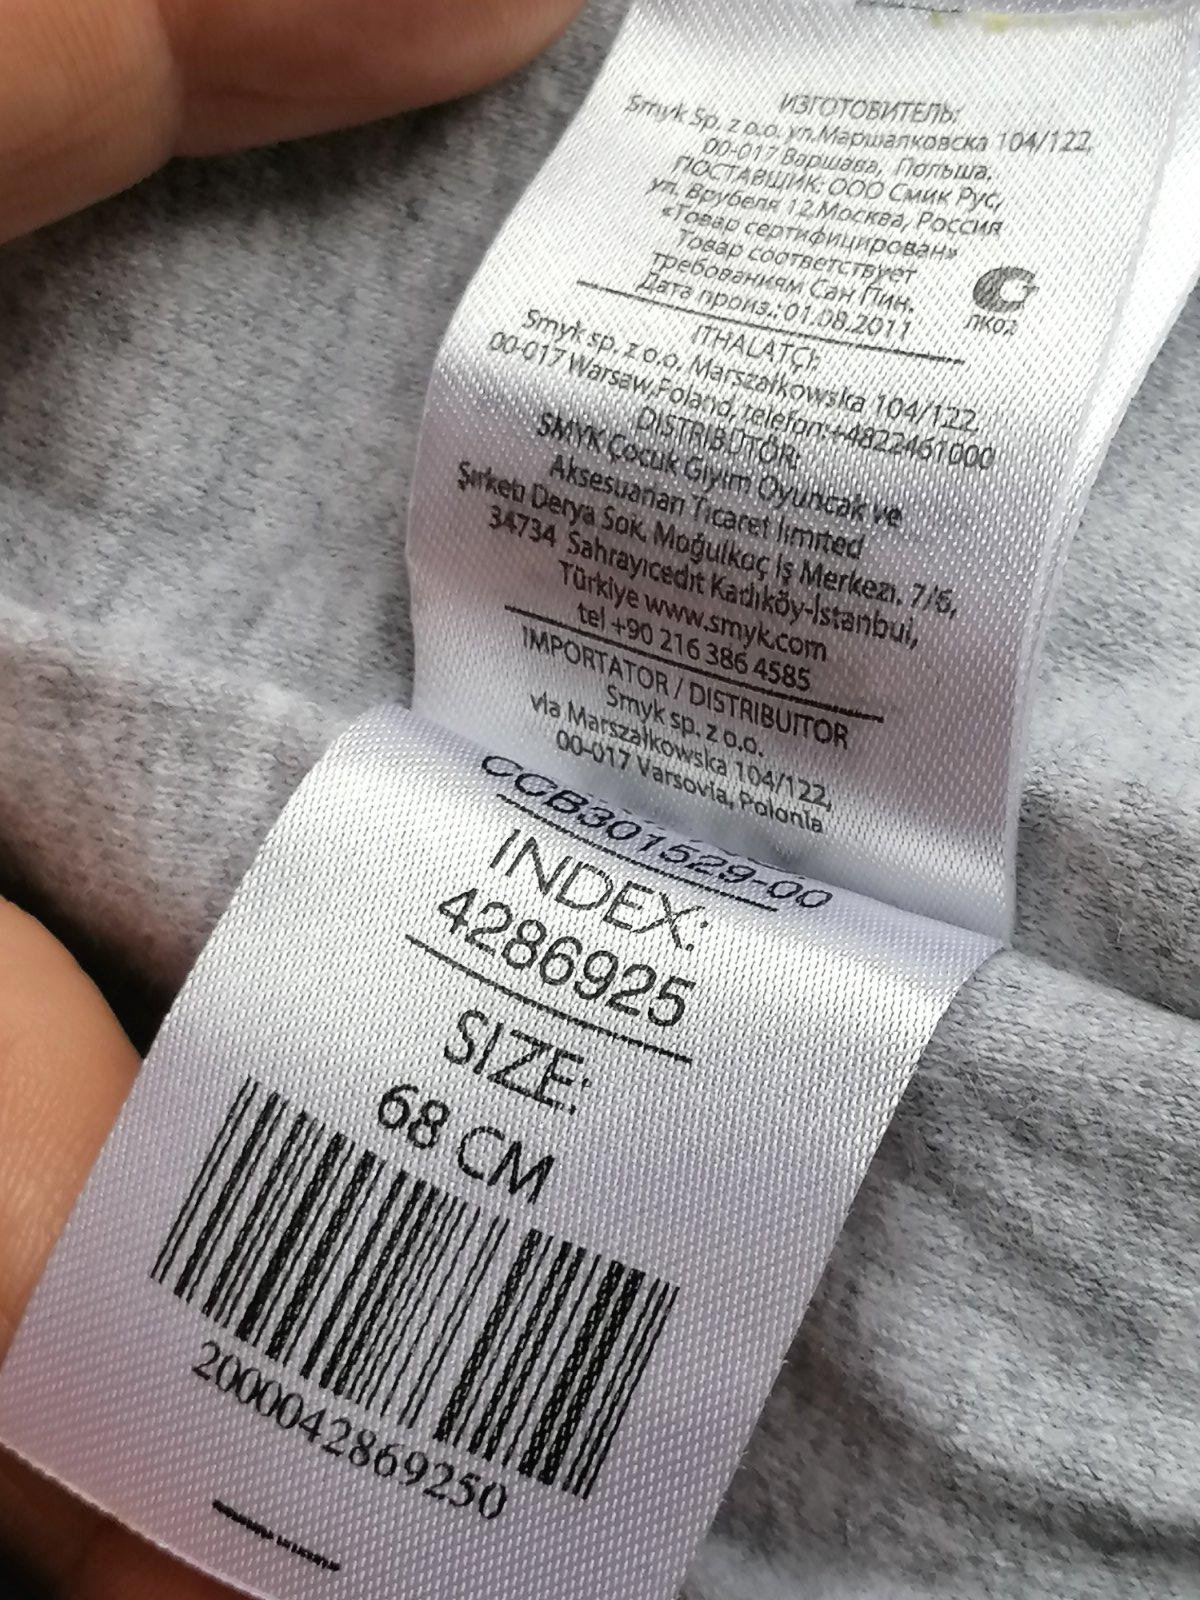 ИЗГОТОВИТЕЛЬ:
Smyk Sp. z o.o. ул.Маршалковска 104/122,
00-017 Варшава, Польша.
ПОСТАВЩИК: ООО Смик Рус,
ул. Врубеля 12,Москва, Россия
«Товар сертифицирован»
Товар соответствует
требованиям Сан Пин.
Дата произ.: 01.08.2011
ЛК02
İTHALATÇI:
Smyk sp. z o.o. Marszałkowska 104/122,
00-017 Warsaw,Poland, telefon:+4822461000
DISTRIBÜTÖR:
SMYK Çocuk Giyim Oyuncak ve
Aksesuarları Ticaret limited
Şirketi Derya Sok. Moğulkoç İş Merkezi. 7/6,
34734 Sahrayıcedit Kadıköy-İstanbul,
Türkiye www.smyk.com
tel +90 216 386 4585
IMPORTATOR / DISTRIBUITOR
Smyk sp. z o.o.
via Marszałkowska 104/122,
00-017 Varsovia, Polonia
CCB301529-00
INDEX:
4286925
SIZE:
68 CM
2000042869250